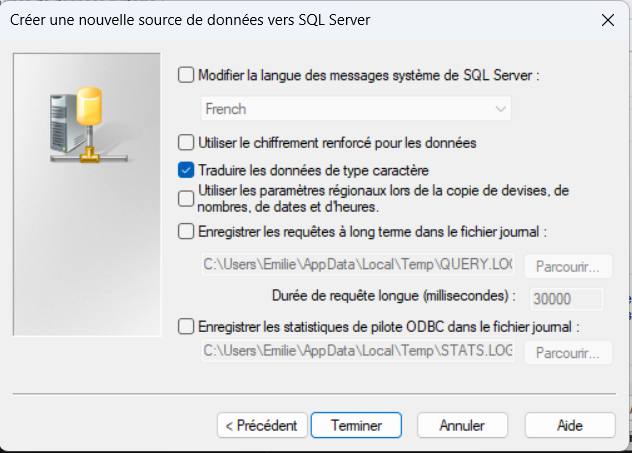 Créer une nouvelle source de données vers SQL Server
Modifier la langue des messages système de SQL Server :
French
Utiliser le chiffrement renforcé pour les données
Traduire les données de type caractère
Utiliser les paramètres régionaux lors de la copie de devises, de
nombres, de dates et d'heures.
Enregistrer les requêtes à long terme dans le fichier journal :
C:\Users\Emilie\AppData\Local\Temp\QUERY.LOG Parcourir...
Durée de requête longue (millisecondes) : 30000
Enregistrer les statistiques de pilote ODBC dans le fichier journal :
C:\Users\Emilie\AppData\Local\Temp\STATS.LOG Parcourir...
< Précédent Terminer Annuler Aide